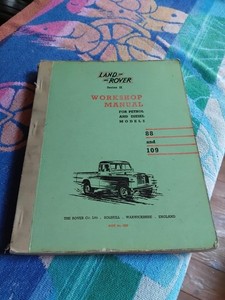 LAND
ROVER
Series II
WORKSHOP
MANUAL
FOR PETROL
AND DIESEL
MODELS
88
and
109
THE ROVER CO. LTD. - SOLIHULL - WARWICKSHIRE - ENGLAND